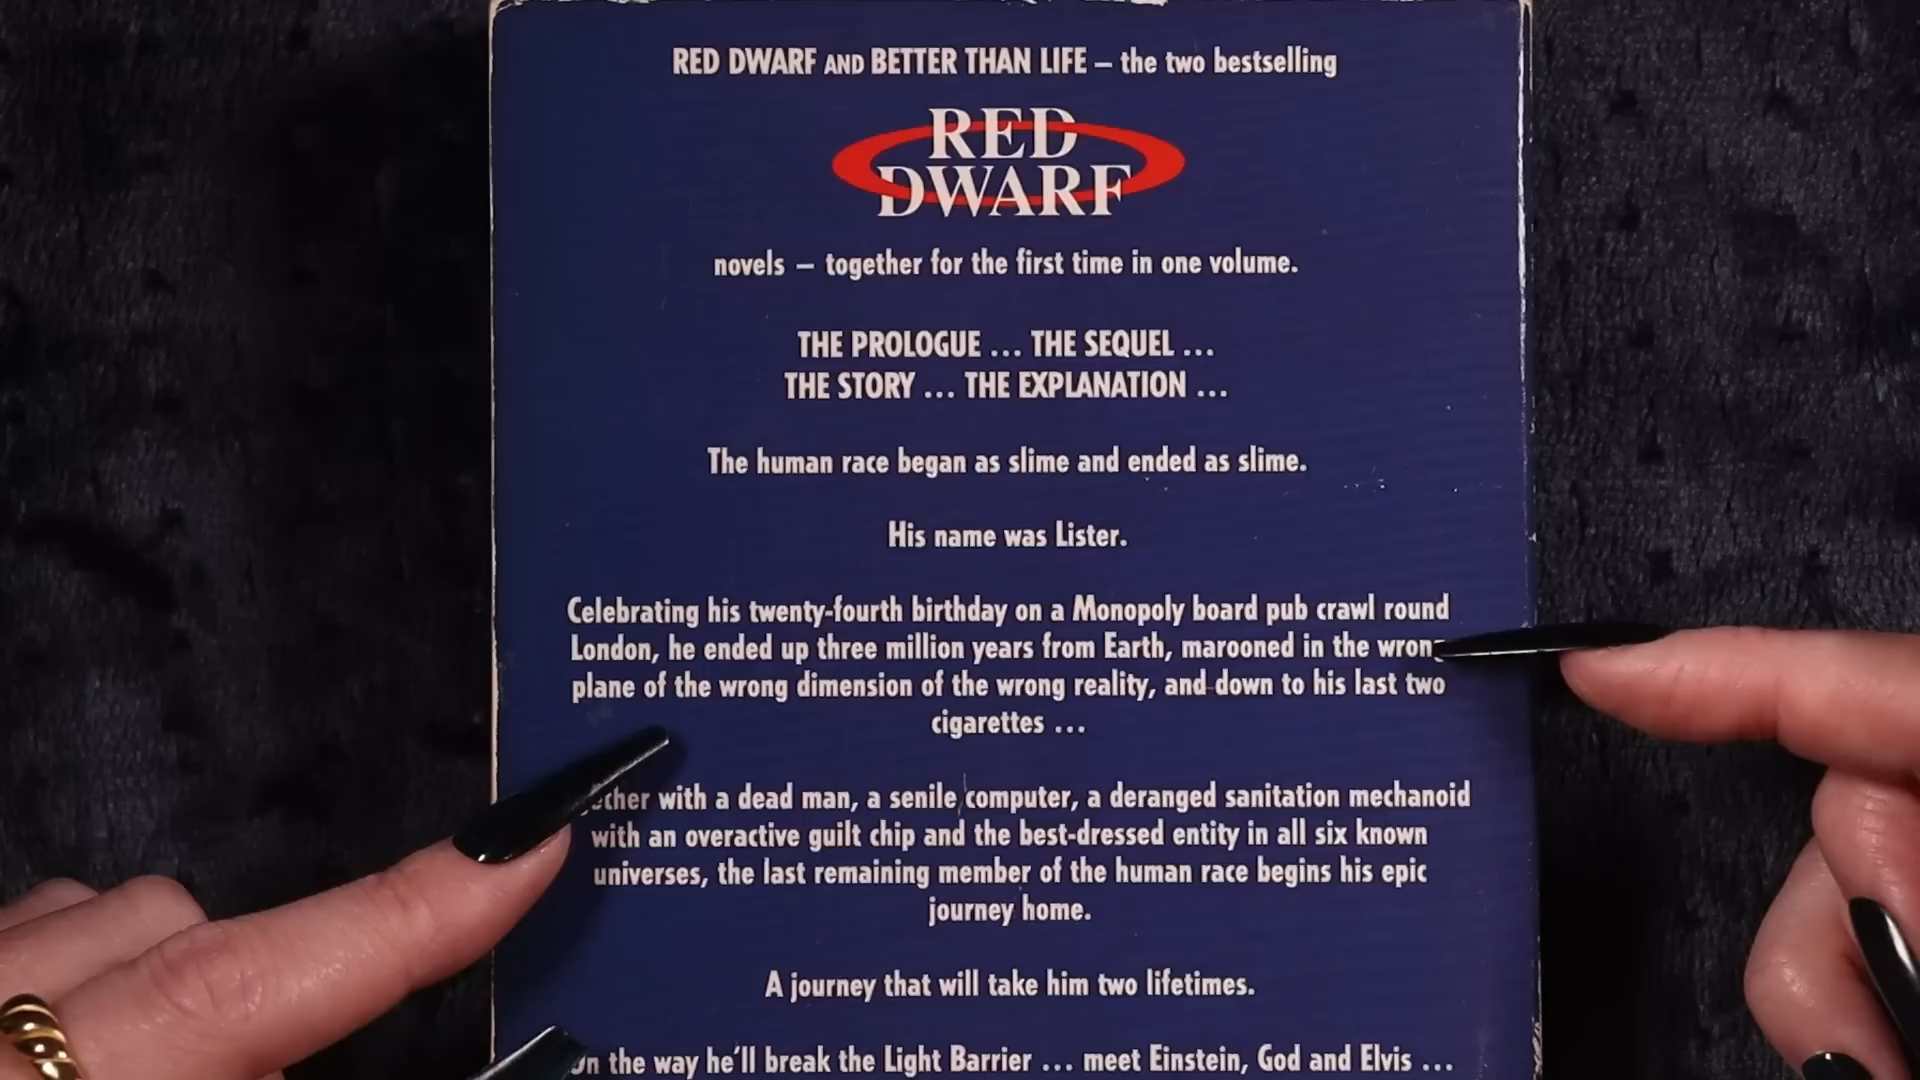 RED DWARF AND BETTER THAN LIFE – the two bestselling
RED
DWARF
novels – together for the first time in one volume.
THE PROLOGUE ... THE SEQUEL ...
THE STORY ... THE EXPLANATION ...
The human race began as slime and ended as slime.
His name was Lister.
Celebrating his twenty-fourth birthday on a Monopoly board pub crawl round
London, he ended up three million years from Earth, marooned in the wrong
plane of the wrong dimension of the wrong reality, and down to his last two
cigarettes ...
with a dead man, a senile computer, a deranged sanitation mechanoid
with an overactive guilt chip and the best-dressed entity in all six known
universes, the last remaining member of the human race begins his epic
journey home.
A journey that will take him two lifetimes.
On the way he'll break the Light Barrier ... meet Einstein, God and Elvis ...